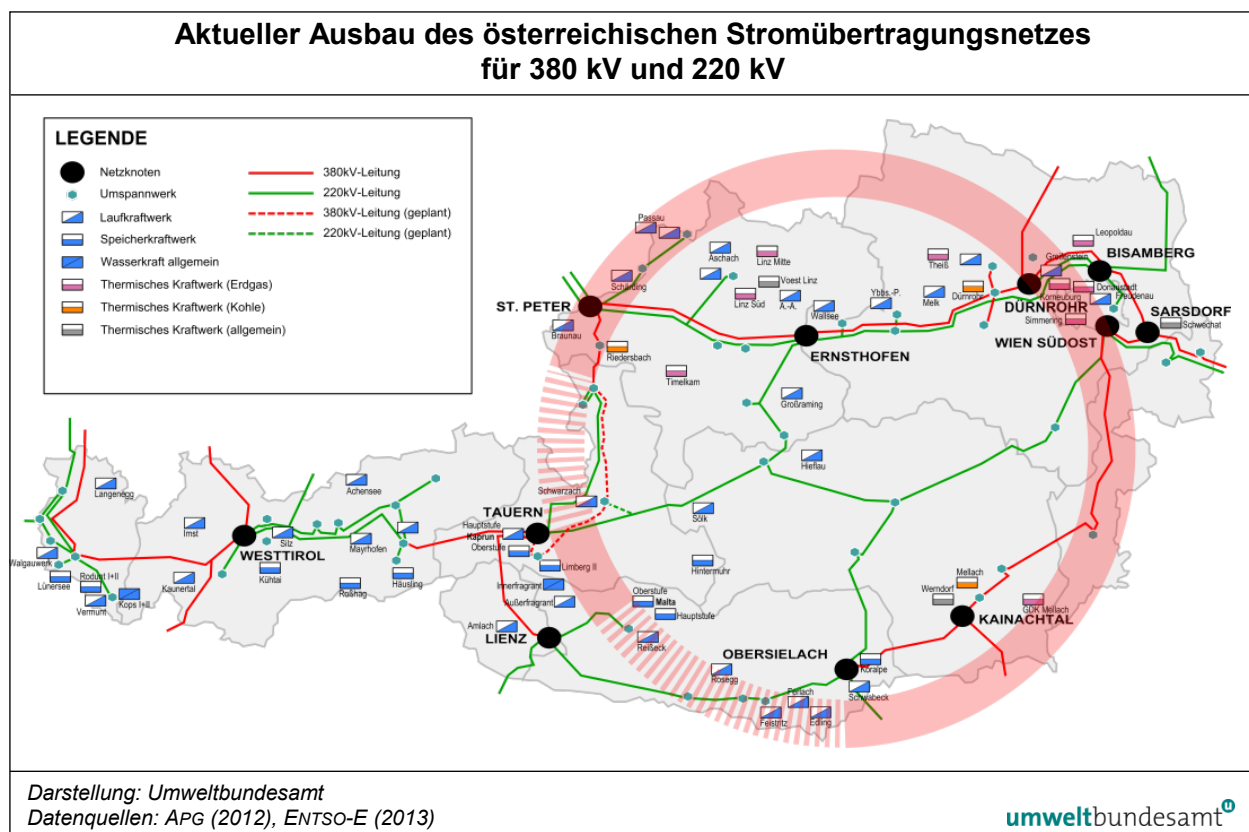 Aktueller Ausbau des österreichischen Stromübertragungsnetzes
für 380 kV und 220 kV
LEGENDE
Netzknoten
Umspannwerk
Laufkraftwerk
Speicherkraftwerk
Wasserkraft allgemein
Thermisches Kraftwerk (Erdgas)
Thermisches Kraftwerk (Kohle)
Thermisches Kraftwerk (allgemein)
380kV-Leitung
220kV-Leitung
380kV-Leitung (geplant)
220kV-Leitung (geplant)
Passau
Schärding
ST. PETER
Braunau
Riedersbach
Aschach
Linz Mitte
Voest Linz
Linz Süd
A.-A.
Wallsee
Timelkam
Ybbs.-P.
ERNSTHOFEN
Großraming
Hieflau
Theiß
Melk
Dürnrohr
DÜRNROHR
Leopoldau
Greifenstein
BISAMBERG
Korneuburg
Donaustadt
Freudenau
Simmering
SARSDORF
Schwechat
WIEN SÜDOST
Langenegg
Walgauwerk
Lünersee
Rodunt I+II
Vermunt
Kops I+II
Imst
Kaunertal
WESTTIROL
Silz
Kühtai
Achensee
Mayrhofen
Roßhag
Häusling
TAUERN
Hauptstufe
Kaprun
Oberstufe
Schwarzach
Limberg II
Innerfragrant
Außerfragrant
Sölk
Hintermuhr
Amlach
LIENZ
Oberstufe
Malta
Hauptstufe
Reißeck
Rosegg
Feistritz
Ferlach
Edling
OBERSIELACH
Koralpe
Schwabeck
Mellach
Werndorf
GDK Mellach
KAINACHTAL
Darstellung: Umweltbundesamt
Datenquellen: APG (2012), ENTSO-E (2013)
umweltbundesamt